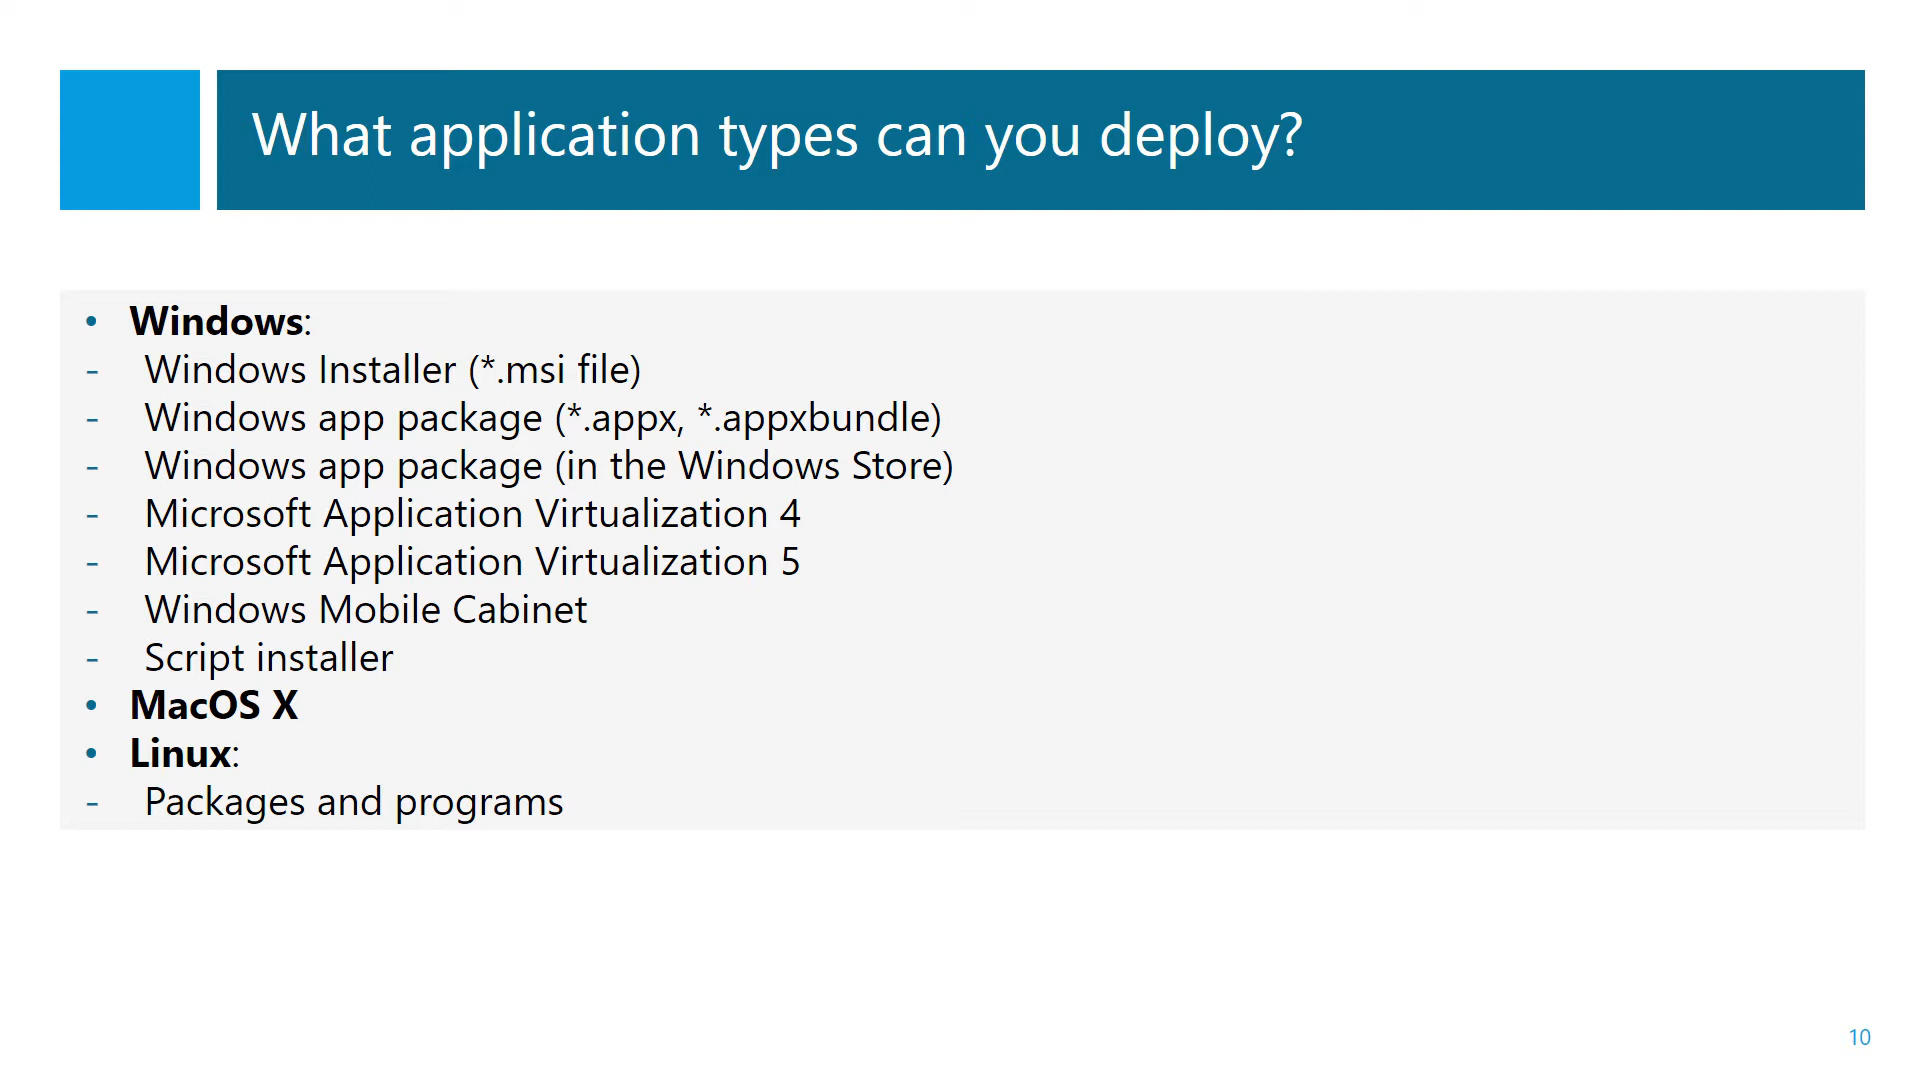 What application types can you deploy?
• Windows:
- Windows Installer (*.msi file)
- Windows app package (*.appx, *.appxbundle)
- Windows app package (in the Windows Store)
- Microsoft Application Virtualization 4
- Microsoft Application Virtualization 5
- Windows Mobile Cabinet
- Script installer
• MacOS X
• Linux:
- Packages and programs
10